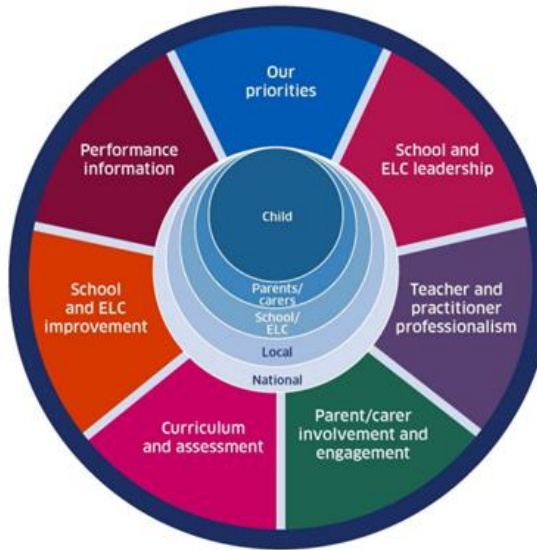 Our
priorities
School and
ELC leadership
Teacher and
practitioner
professionalism
Parent/carer
involvement and
engagement
Curriculum
and assessment
School
and ELC
improvement
Performance
information
Child
Parents/
carers
School/
ELC
Local
National